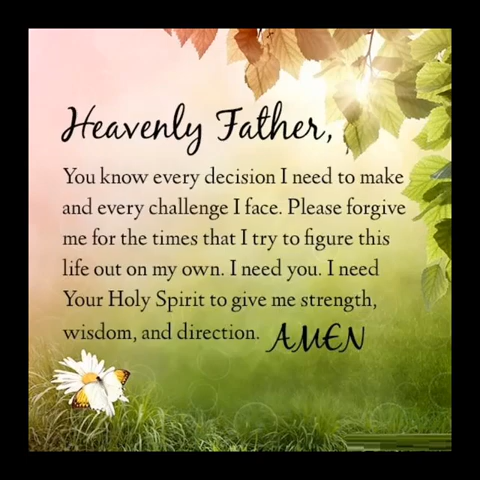 Heavenly Father,
You know every decision I need to make
and every challenge I face. Please forgive
me for the times that I try to figure this
life out on my own. I need you. I need
Your Holy Spirit to give me strength,
wisdom, and direction. AMEN